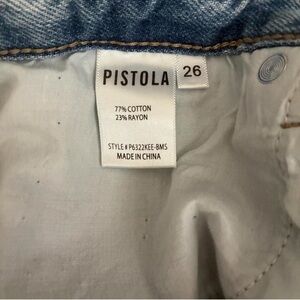 PISTOLA 26
77% COTTON
23% RAYON
STYLE # P6322KEE-BMS
MADE IN CHINA